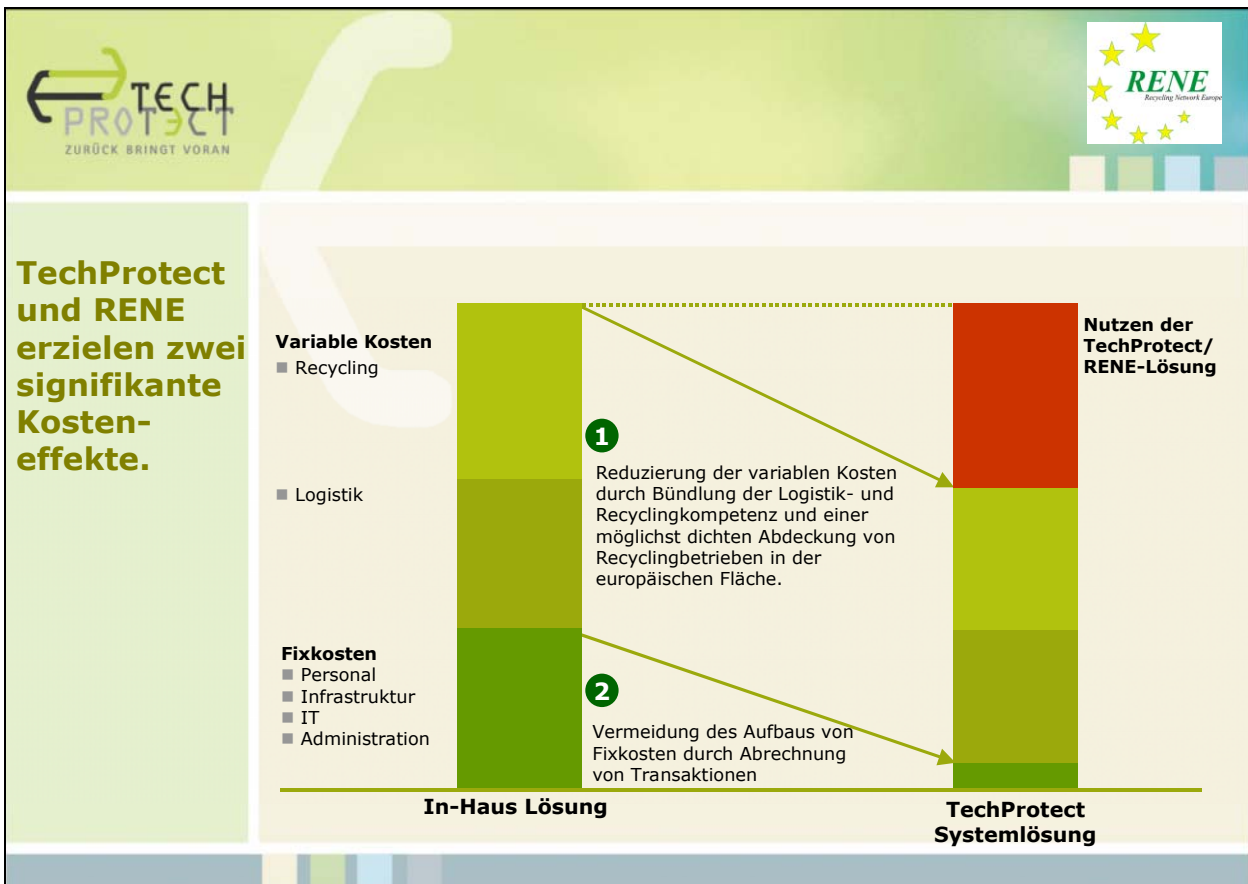 TECH
PROTECT
ZURÜCK BRINGT VORAN
RENE
Recycling Network Europe
TechProtect
und RENE
erzielen zwei
signifikante
Kosten-
effekte.
Variable Kosten
Recycling
Logistik
Fixkosten
Personal
Infrastruktur
IT
Administration
1
Reduzierung der variablen Kosten
durch Bündlung der Logistik- und
Recyclingkompetenz und einer
möglichst dichten Abdeckung von
Recyclingbetrieben in der
europäischen Fläche.
2
Vermeidung des Aufbaus von
Fixkosten durch Abrechnung
von Transaktionen
Nutzen der
TechProtect/
RENE-Lösung
In-Haus Lösung
TechProtect
Systemlösung